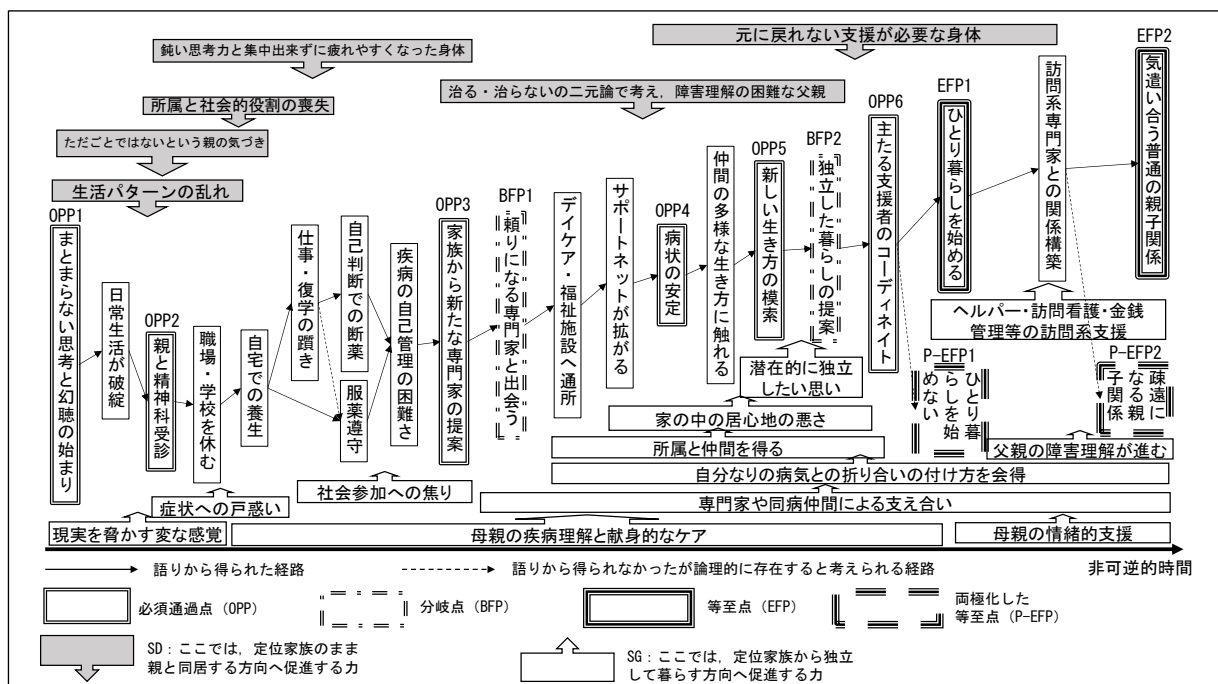 鈍い思考力と集中出来ずに疲れやすくなった身体
元に戻れない支援が必要な身体
所属と社会的役割の喪失
治る・治らないの二元論で考え，障害理解の困難な父親
ただごとではないという親の気づき
生活パターンの乱れ
OPP1
まとまらない思考と幻聴の始まり
日常生活が破綻
OPP2
親と精神科受診
職場・学校を休む
自宅での養生
仕事・復学の躓き
自己判断での断薬
服薬遵守
疾病の自己管理の困難さ
OPP3
家族から新たな専門家の提案
BFP1
頼りになる専門家と出会う
デイケア・福祉施設へ通所
サポートネットが拡がる
OPP4
病状の安定
仲間の多様な生き方に触れる
OPP5
新しい生き方の模索
BFP2
独立した暮らしの提案
OPP6
主たる支援者のコーディネイト
EFP1
ひとり暮らしを始める
訪問系専門家との関係構築
EFP2
気遣い合う普通の親子関係
P-EFP1
ひとり暮
らしを始
めない
P-EFP2
疎遠に
なる親
子関係
ヘルパー・訪問看護・金銭
管理等の訪問系支援
潜在的に独立
したい思い
家の中の居心地の悪さ
所属と仲間を得る
父親の障害理解が進む
自分なりの病気との折り合いの付け方を会得
社会参加への焦り
専門家や同病仲間による支え合い
症状への戸惑い
現実を脅かす変な感覚
母親の疾病理解と献身的なケア
母親の情緒的支援
非可逆的時間
語りから得られた経路
語りから得られなかったが論理的に存在すると考えられる経路
必須通過点（OPP）
分岐点（BFP）
等至点（EFP）
両極化した
等至点（P-EFP）
SD：ここでは，定位家族のまま
親と同居する方向へ促進する力
SG：ここでは，定位家族から独立
して暮らす方向へ促進する力